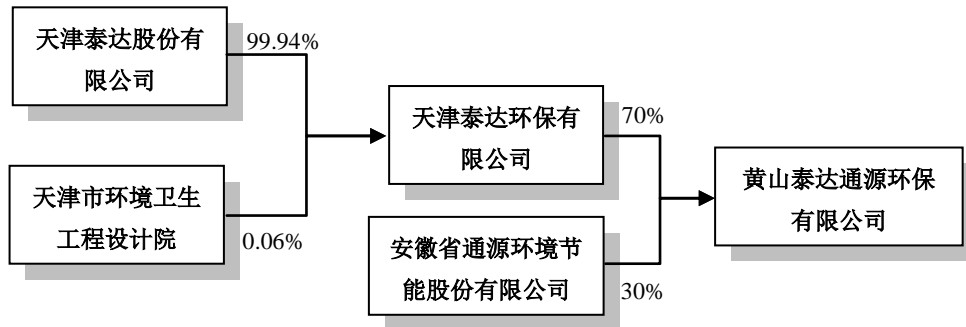 天津泰达股份有
限公司
99.94%
天津市环境卫生
工程设计院
0.06%
天津泰达环保有
限公司
70%
安徽省通源环境节
能股份有限公司
30%
黄山泰达通源环保
有限公司